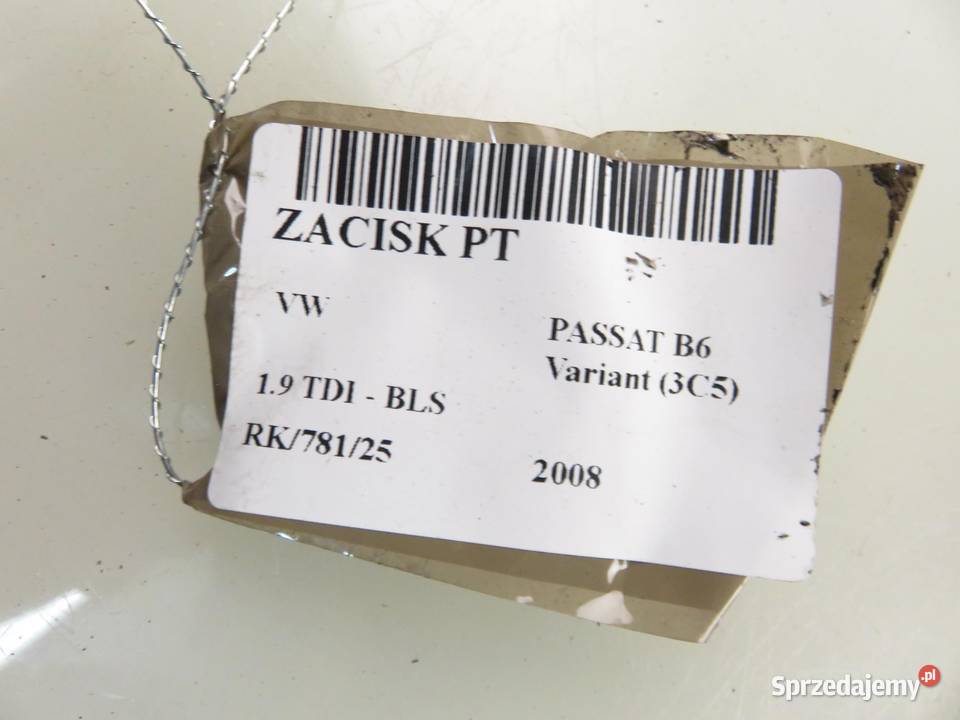 ZACISK PT
VW
PASSAT B6
Variant (3C5)
1.9 TDI - BLS
RK/781/25
2008
Sprzedajemy.pl